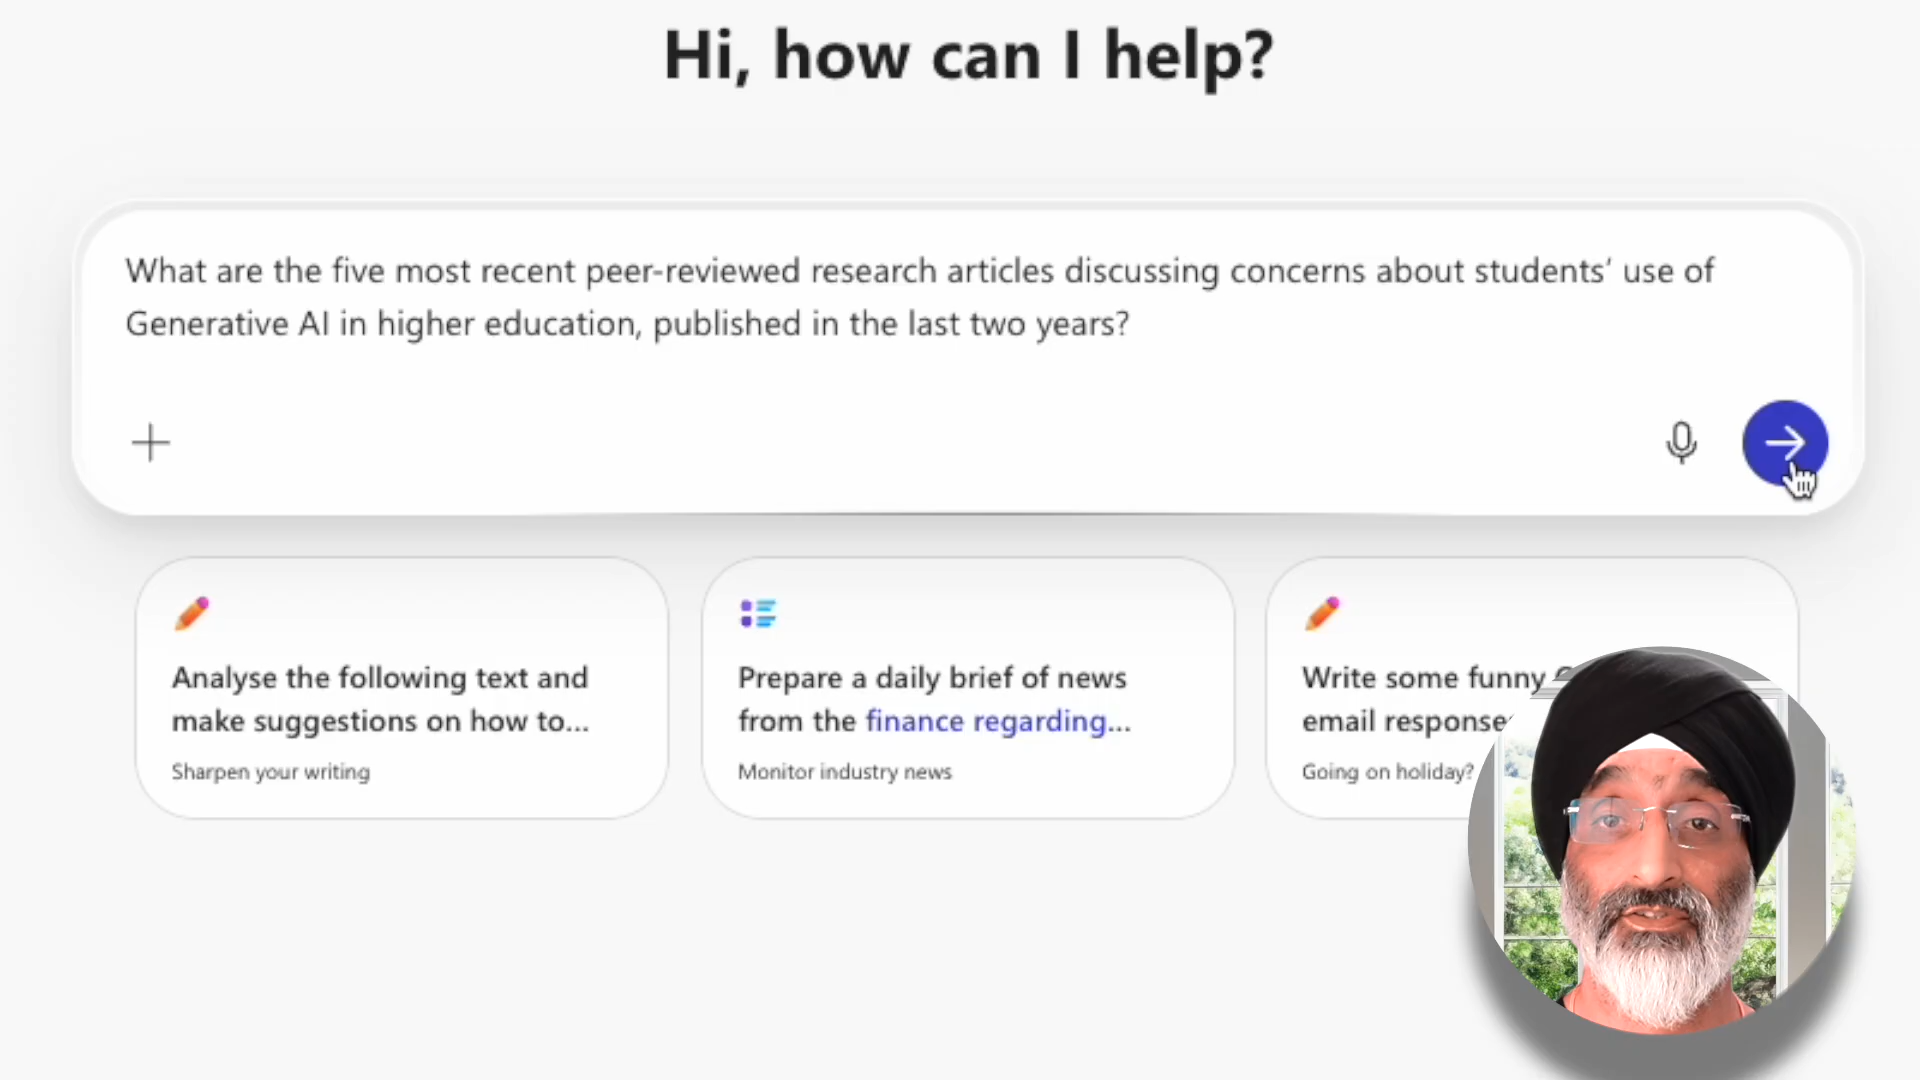 Hi, how can I help?
What are the five most recent peer-reviewed research articles discussing concerns about students’ use of
Generative AI in higher education, published in the last two years?
Analyse the following text and
make suggestions on how to...
Sharpen your writing
Prepare a daily brief of news
from the finance regarding...
Monitor industry news
Write some funny
email response
Going on holiday?